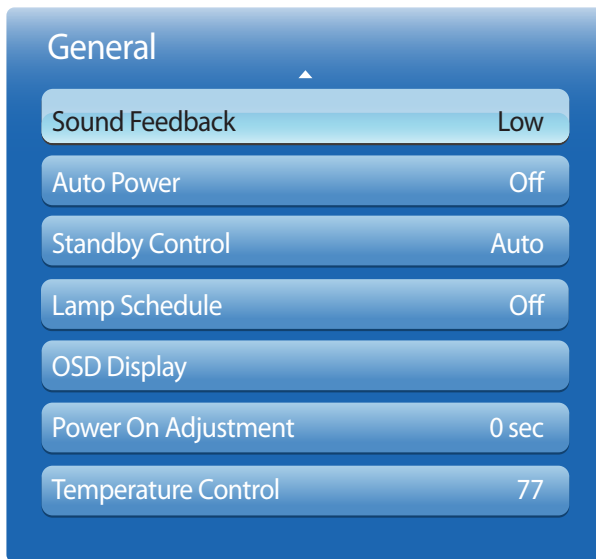 General
Sound Feedback Low
Auto Power Off
Standby Control Auto
Lamp Schedule Off
OSD Display
Power On Adjustment 0 sec
Temperature Control 77